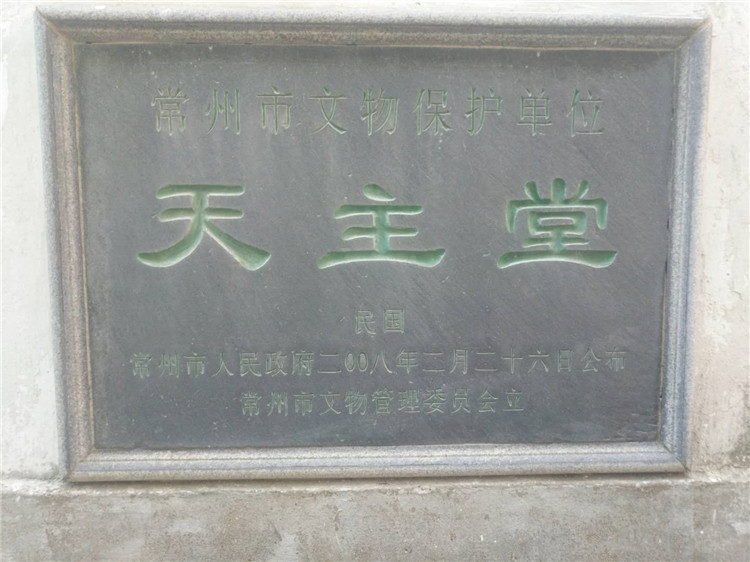 常州市文物保护单位
天主堂
民国
常州市人民政府二00八年二月二十六日公布
常州市文物管理委员会立